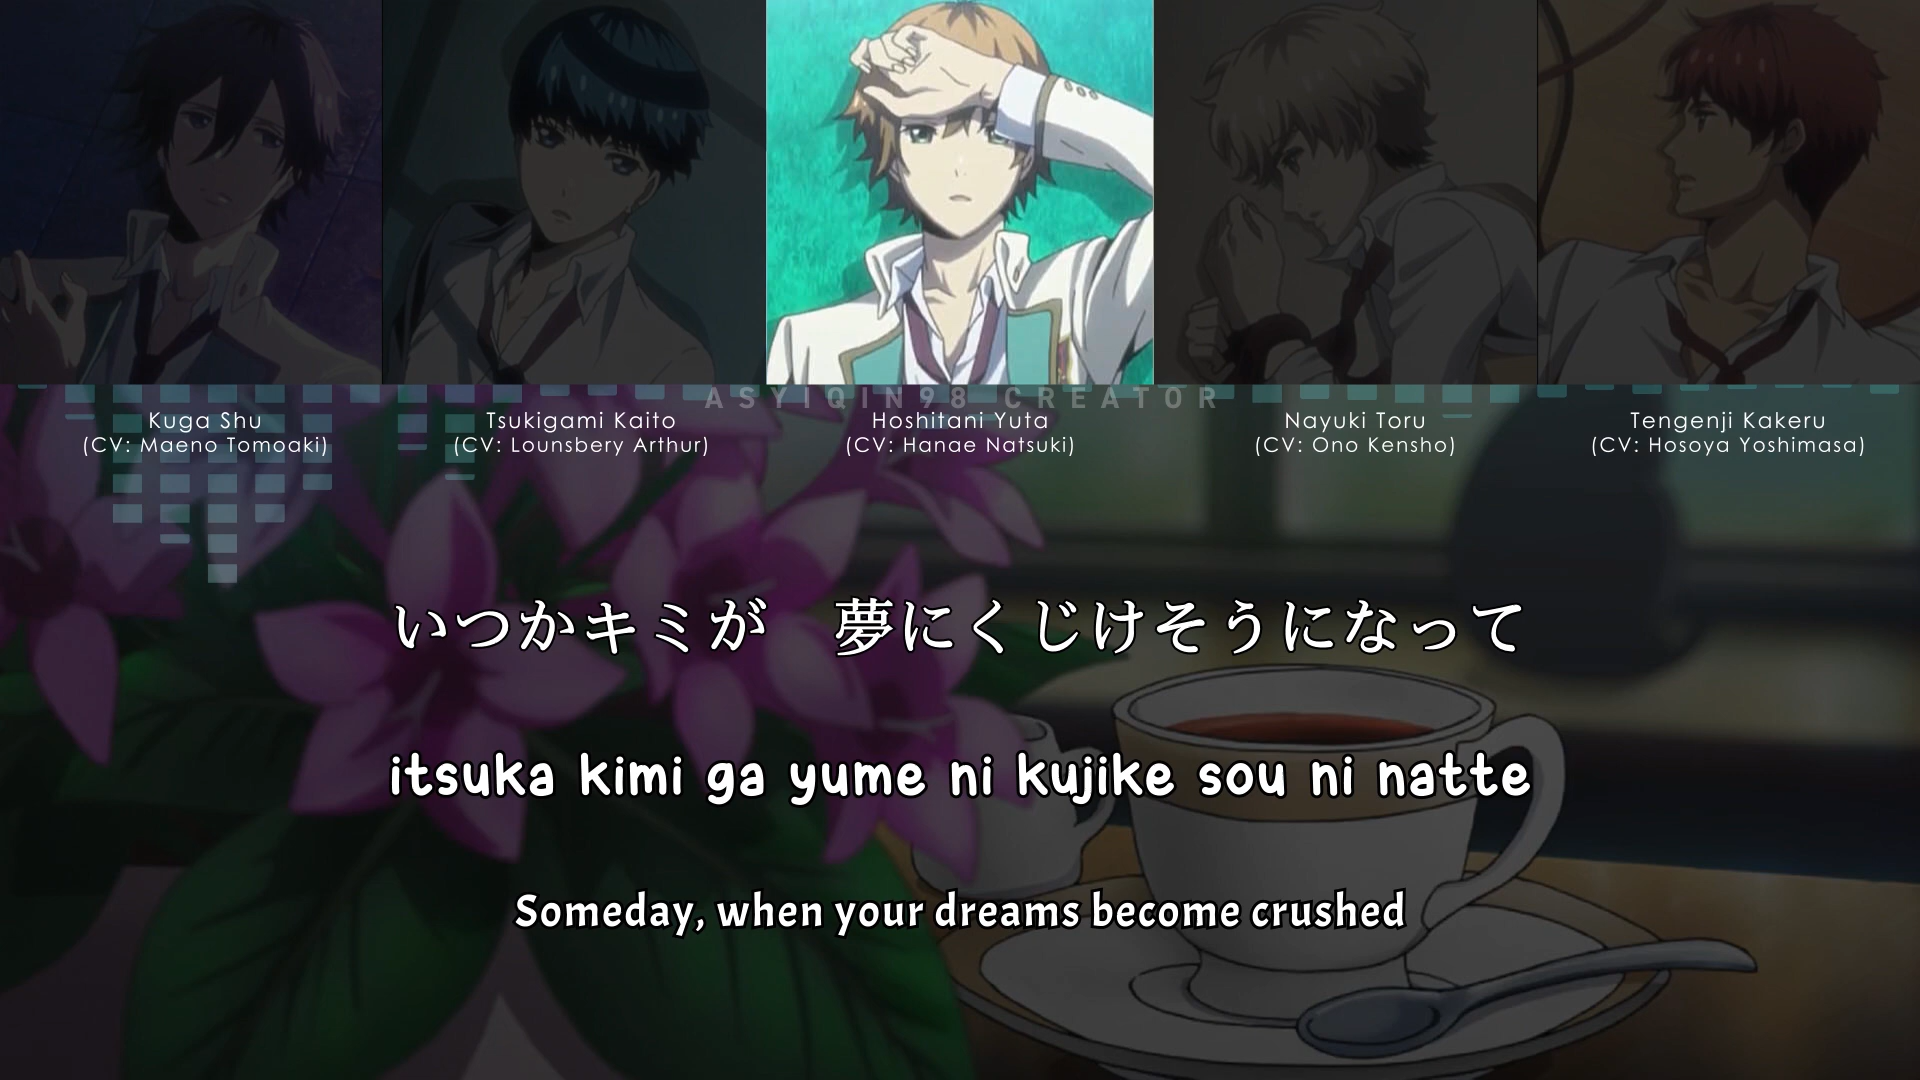 ASYIQIN98 CREATOR
Kuga Shu
(CV: Maeno Tomoaki)
Tsukigami Kaito
(CV: Lounsbery Arthur)
Hoshitani Yuta
(CV: Hanae Natsuki)
Nayuki Toru
(CV: Ono Kensho)
Tengenji Kakeru
(CV: Hosoya Yoshimasa)
いつかキミが　夢にくじけそうになって
itsuka kimi ga yume ni kujike sou ni natte
Someday, when your dreams become crushed